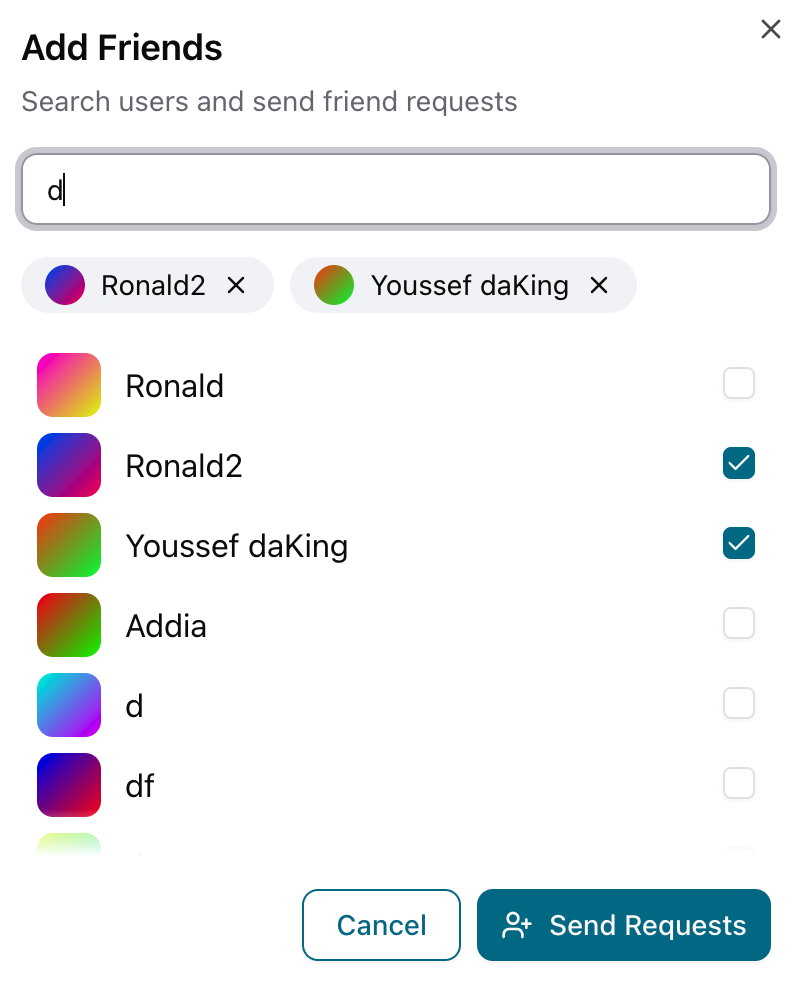 Add Friends
Search users and send friend requests
d
Ronald2 Youssef daKing
Ronald
Ronald2
Youssef daKing
Addia
d
df
Cancel Send Requests